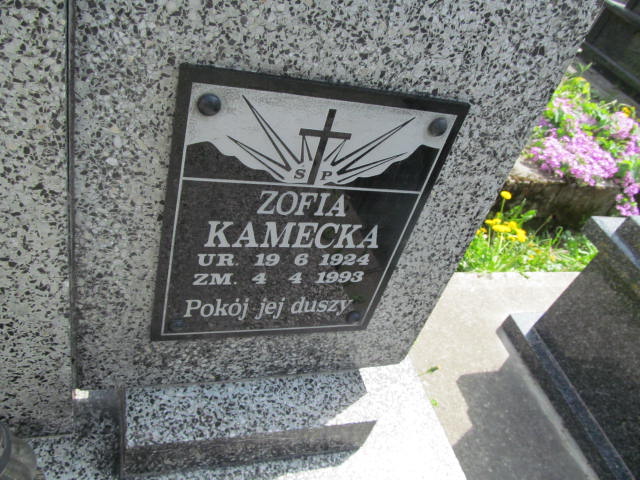 S P
ZOFIA
KAMECKA
UR. 19 6 1924
ZM. 4 4 1993
Pokój jej duszy